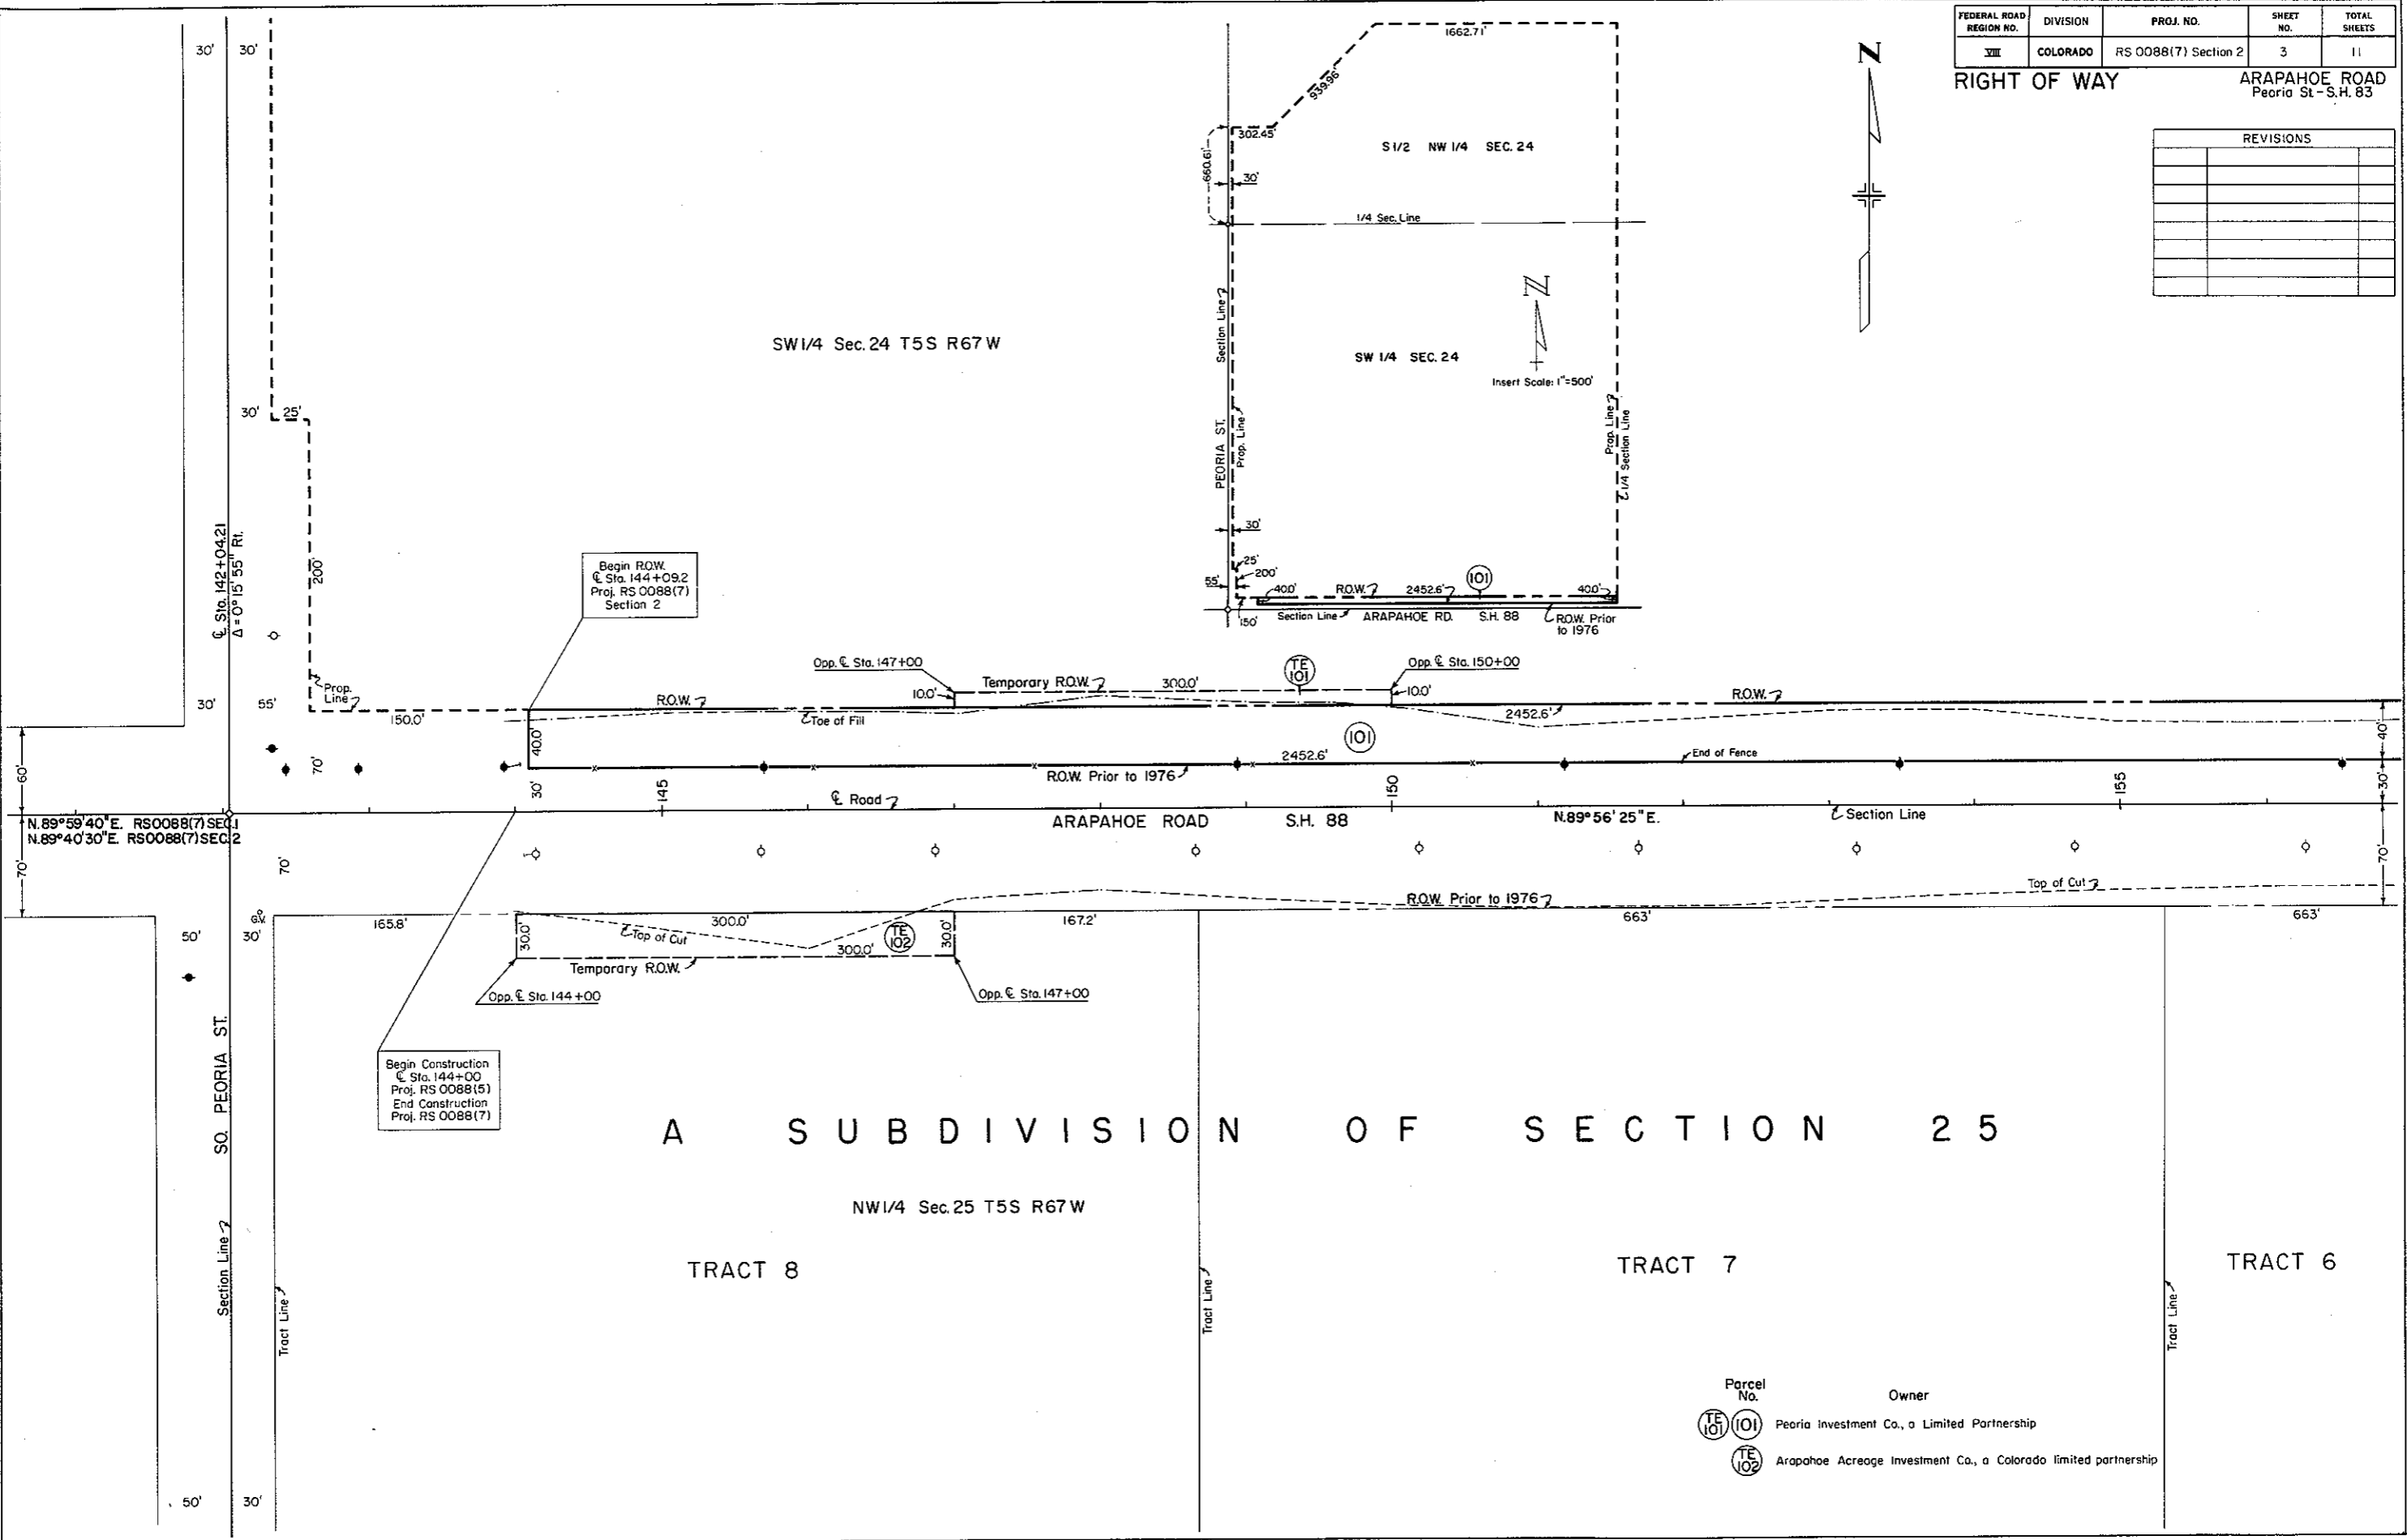 FEDERAL ROAD REGION NO. DIVISION PROJ. NO. SHEET NO. TOTAL SHEETS
VIII COLORADO RS 0088(7) Section 2 3 11
RIGHT OF WAY
ARAPAHOE ROAD
Peoria St - S.H. 83
REVISIONS
N
30' 30'
30' 25'
200'
℄ Sta. 142+04.21
Δ = 0° 15' 55" Rt.
30' 55'
Prop.
Line
150.0'
SW 1/4 Sec. 24 T5S R67W
1662.71'
939.96'
302.45'
660.61'
30'
S 1/2 NW 1/4 SEC. 24
1/4 Sec. Line
Section Line
PEORIA ST.
Prop. Line
SW 1/4 SEC. 24
N
Insert Scale: 1"=500'
Prop. Line
1/4 Section Line
30'
25'
200'
55'
150'
40.0' R.O.W. 2452.6' 101 40.0'
Section Line ARAPAHOE RD. S.H. 88 R.O.W. Prior
to 1976
Begin R.O.W.
℄ Sta. 144+09.2
Proj. RS 0088(7)
Section 2
Opp. ℄ Sta. 147+00
Temporary R.O.W. 300.0'
TE
101
Opp. ℄ Sta. 150+00
10.0' 10.0'
R.O.W. R.O.W.
Toe of Fill
2452.6'
101
40.0'
2452.6'
End of Fence
R.O.W. Prior to 1976
60' 70' 30' 40' 30'
145 150 155
℄ Road
N.89°59'40"E. RS0088(7)SEC.1
N.89°40'30"E. RS0088(7)SEC.2
ARAPAHOE ROAD S.H. 88 N.89°56'25"E. Section Line
70' 70' 70'
Top of Cut
R.O.W. Prior to 1976
G.V.
50' 30' 165.8' 300.0' 167.2' 663' 663'
30.0' Top of Cut 30.0'
TE
102
300.0'
Temporary R.O.W.
Opp. ℄ Sta. 144+00 Opp. ℄ Sta. 147+00
Begin Construction
℄ Sta. 144+00
Proj. RS 0088(5)
End Construction
Proj. RS 0088(7)
SO. PEORIA ST.
Section Line
A SUBDIVISION OF SECTION 25
NW 1/4 Sec. 25 T5S R67W
TRACT 8 TRACT 7 TRACT 6
Tract Line Tract Line Tract Line
50' 30'
Parcel
No. Owner
TE
101 101 Peoria Investment Co., a Limited Partnership
TE
102 Arapahoe Acreage Investment Co., a Colorado limited partnership